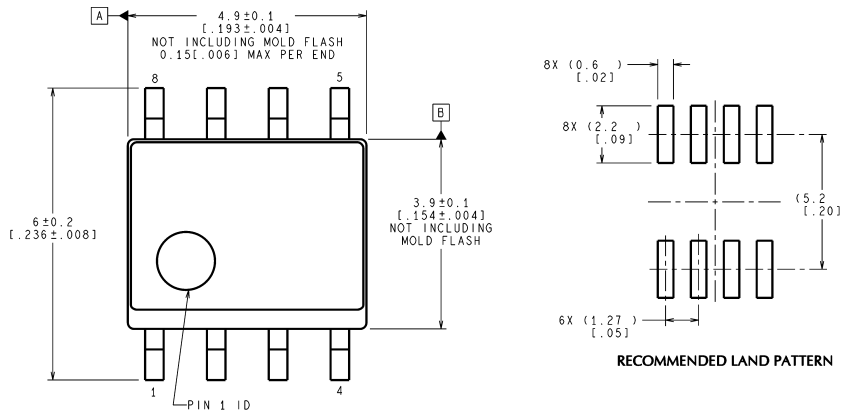 A
4.9±0.1
[.193±.004]
NOT INCLUDING MOLD FLASH
0.15[.006] MAX PER END
8
5
B
6±0.2
[.236±.008]
3.9±0.1
[.154±.004]
NOT INCLUDING
MOLD FLASH
1
4
PIN 1 ID
8X (0.6 )
[.02]
8X (2.2 )
[.09]
(5.2
[.20]
6X (1.27 )
[.05]
RECOMMENDED LAND PATTERN